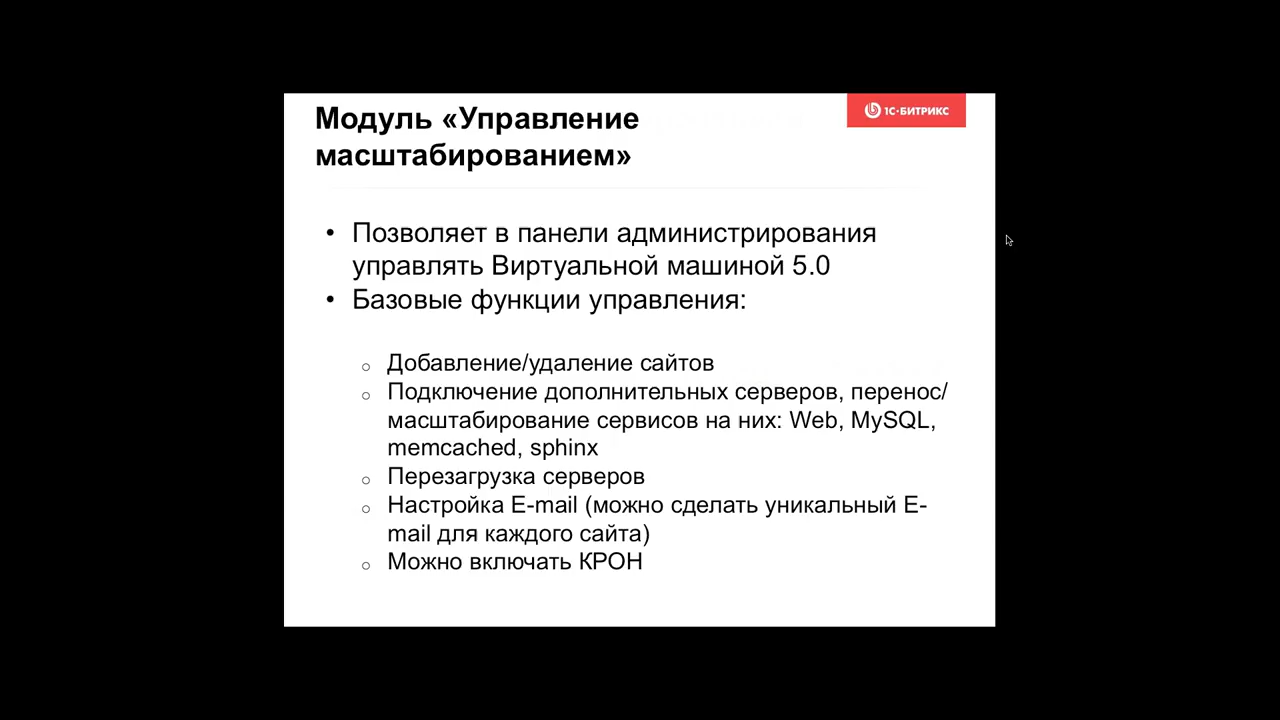 Модуль «Управление
масштабированием»
1С-БИТРИКС
• Позволяет в панели администрирования
управлять Виртуальной машиной 5.0
• Базовые функции управления:
○ Добавление/удаление сайтов
○ Подключение дополнительных серверов, перенос/
масштабирование сервисов на них: Web, MySQL,
memcached, sphinx
○ Перезагрузка серверов
○ Настройка E-mail (можно сделать уникальный E-
mail для каждого сайта)
○ Можно включать КРОН